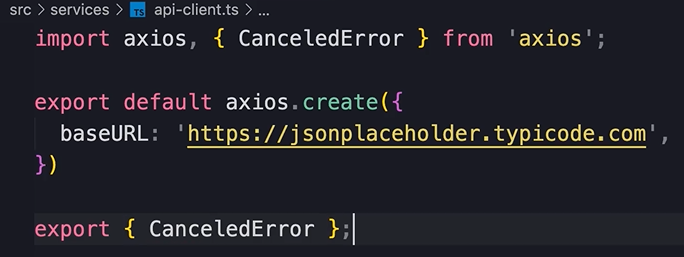 src > services > TS api-client.ts > ...
import axios, { CanceledError } from 'axios';
export default axios.create({
  baseURL: 'https://jsonplaceholder.typicode.com',
})
export { CanceledError };